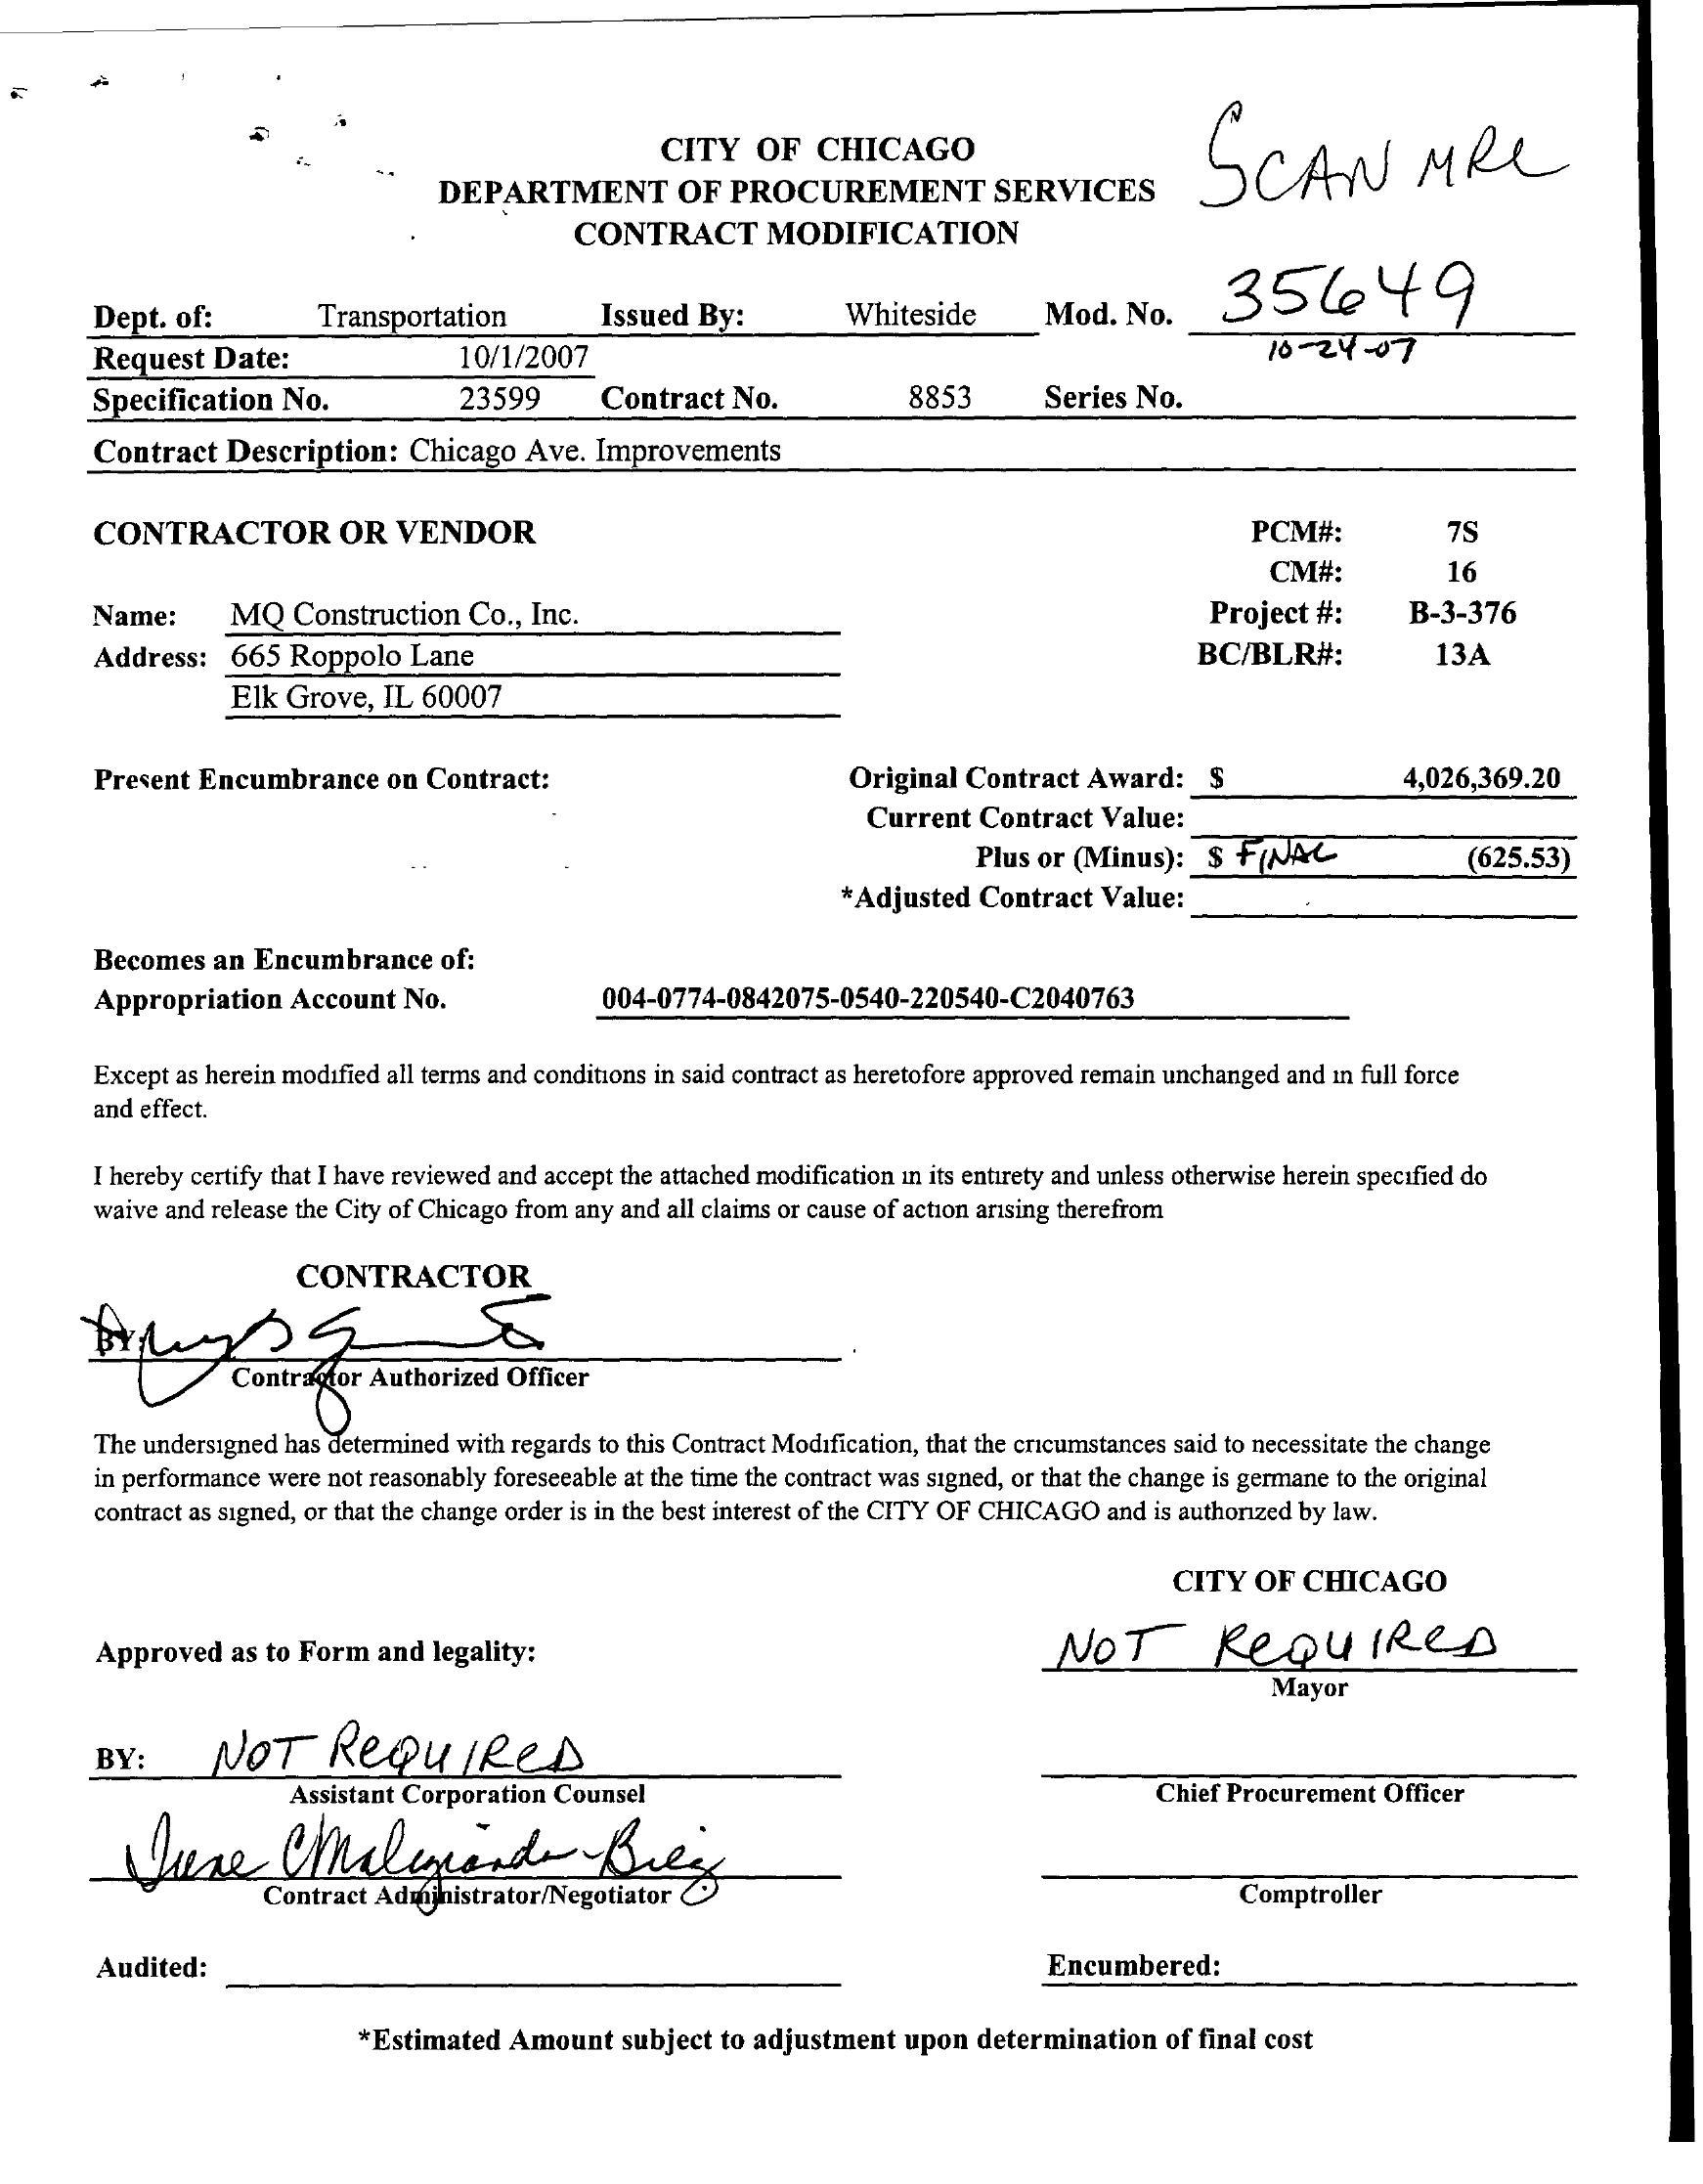 SCAN MRL
CITY OF CHICAGO
DEPARTMENT OF PROCUREMENT SERVICES
CONTRACT MODIFICATION
Dept. of: Transportation Issued By: Whiteside Mod. No. 35649
Request Date: 10/1/2007 10-24-07
Specification No. 23599 Contract No. 8853 Series No.
Contract Description: Chicago Ave. Improvements
CONTRACTOR OR VENDOR PCM#: 7S
CM#: 16
Name: MQ Construction Co., Inc. Project #: B-3-376
Address: 665 Roppolo Lane BC/BLR#: 13A
Elk Grove, IL 60007
Present Encumbrance on Contract: Original Contract Award: $ 4,026,369.20
Current Contract Value:
Plus or (Minus): $ FINAL (625.53)
*Adjusted Contract Value:
Becomes an Encumbrance of:
Appropriation Account No. 004-0774-0842075-0540-220540-C2040763
Except as herein modified all terms and conditions in said contract as heretofore approved remain unchanged and in full force
and effect.
I hereby certify that I have reviewed and accept the attached modification in its entirety and unless otherwise herein specified do
waive and release the City of Chicago from any and all claims or cause of action arising therefrom
CONTRACTOR
BY:
Contractor Authorized Officer
The undersigned has determined with regards to this Contract Modification, that the cricumstances said to necessitate the change
in performance were not reasonably foreseeable at the time the contract was signed, or that the change is germane to the original
contract as signed, or that the change order is in the best interest of the CITY OF CHICAGO and is authorized by law.
CITY OF CHICAGO
Approved as to Form and legality: NOT REQUIRED
Mayor
BY: NOT REQUIRED
Assistant Corporation Counsel Chief Procurement Officer
Contract Administrator/Negotiator Comptroller
Audited: Encumbered:
*Estimated Amount subject to adjustment upon determination of final cost